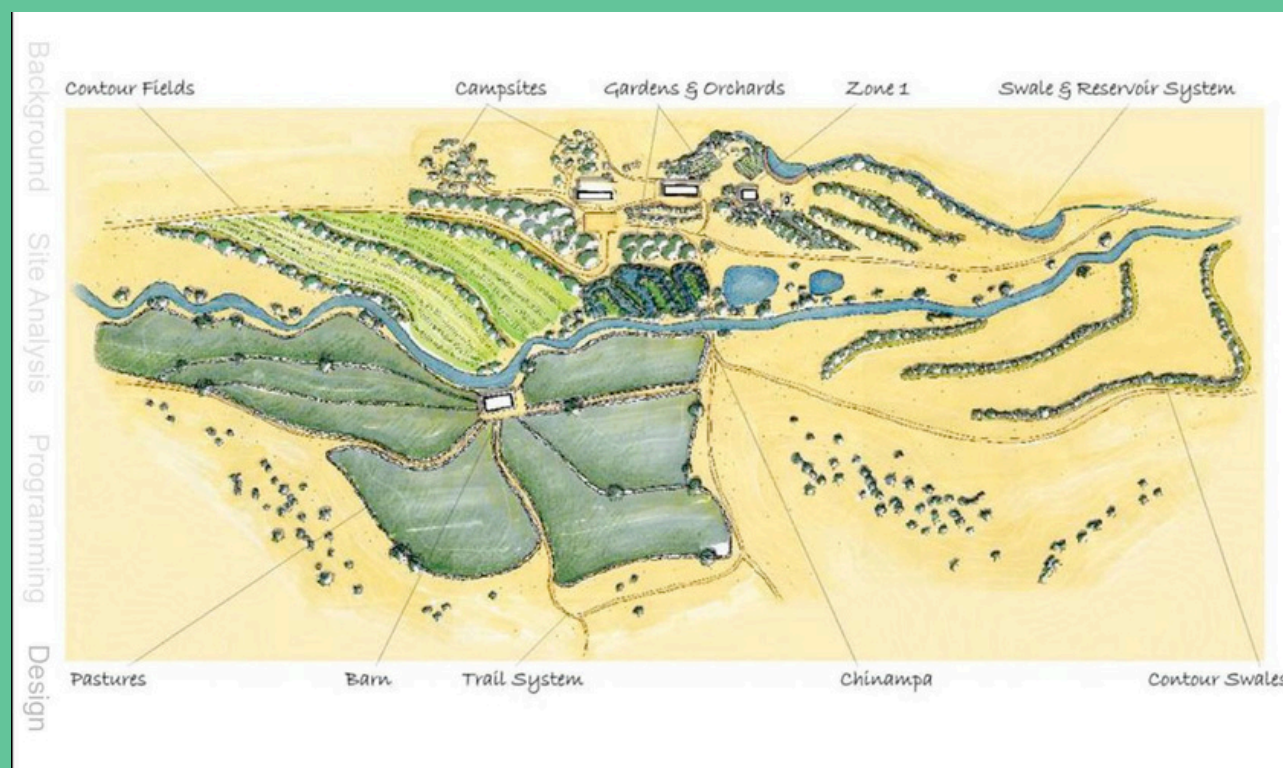 Background
Site Analysis
Programming
Design
Contour Fields
Campsites
Gardens & Orchards
Zone 1
Swale & Reservoir System
Pastures
Barn
Trail System
Chinampa
Contour Swales